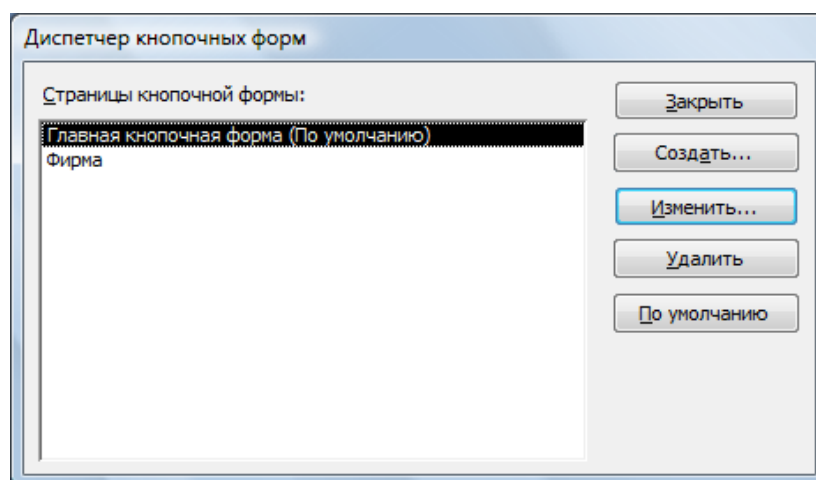 Диспетчер кнопочных форм
Страницы кнопочной формы:
Главная кнопочная форма (По умолчанию)
Фирма
Закрыть
Создать...
Изменить...
Удалить
По умолчанию